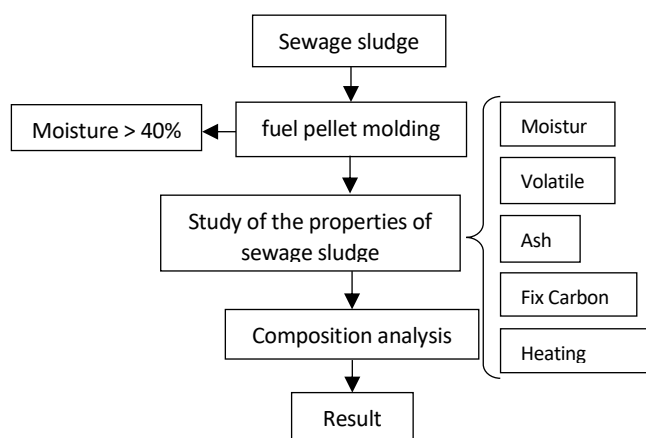 Sewage sludge
Moisture > 40%
fuel pellet molding
Study of the properties of
sewage sludge
Composition analysis
Result
Moistur
Volatile
Ash
Fix Carbon
Heating